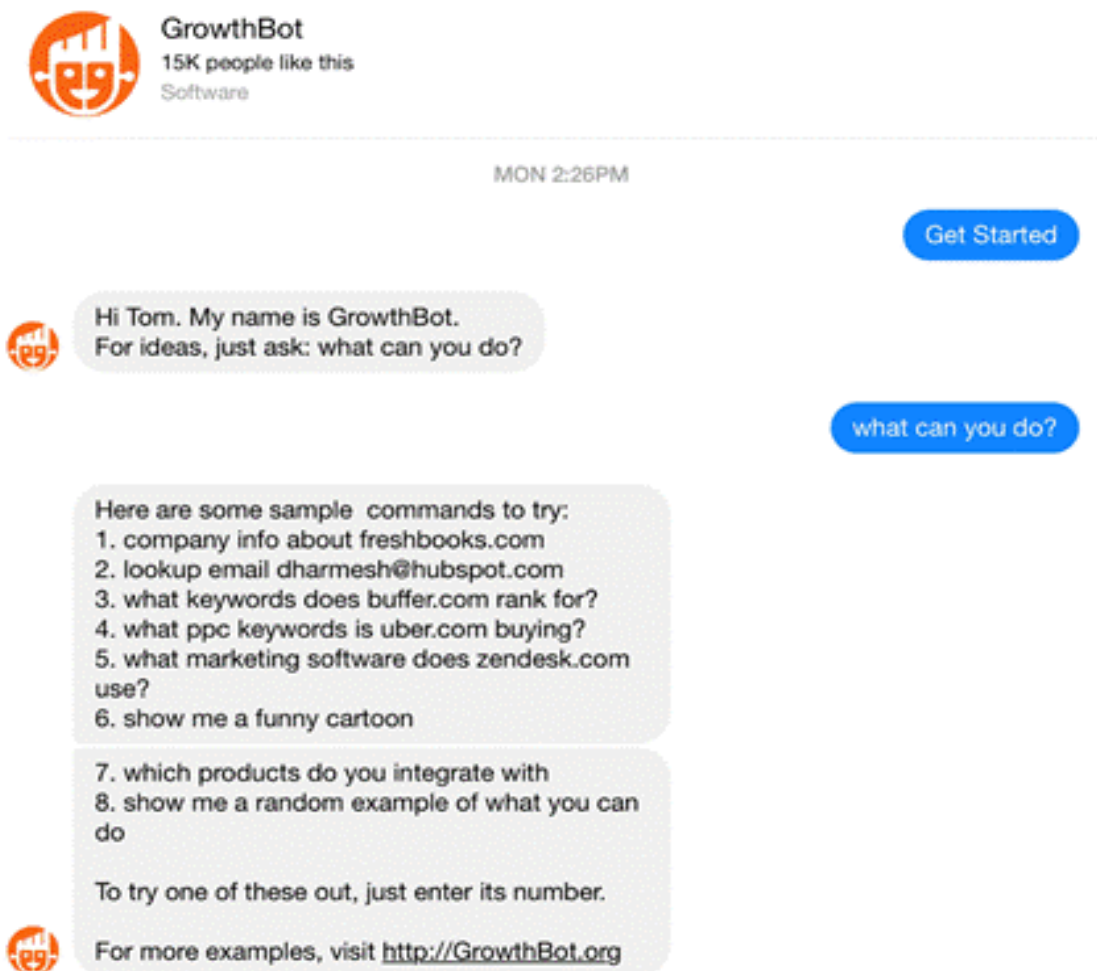 GrowthBot
15K people like this
Software
MON 2:26PM
Get Started
Hi Tom. My name is GrowthBot.
For ideas, just ask: what can you do?
what can you do?
Here are some sample  commands to try:
1. company info about freshbooks.com
2. lookup email dharmesh@hubspot.com
3. what keywords does buffer.com rank for?
4. what ppc keywords is uber.com buying?
5. what marketing software does zendesk.com
use?
6. show me a funny cartoon
7. which products do you integrate with
8. show me a random example of what you can
do
To try one of these out, just enter its number.
For more examples, visit http://GrowthBot.org